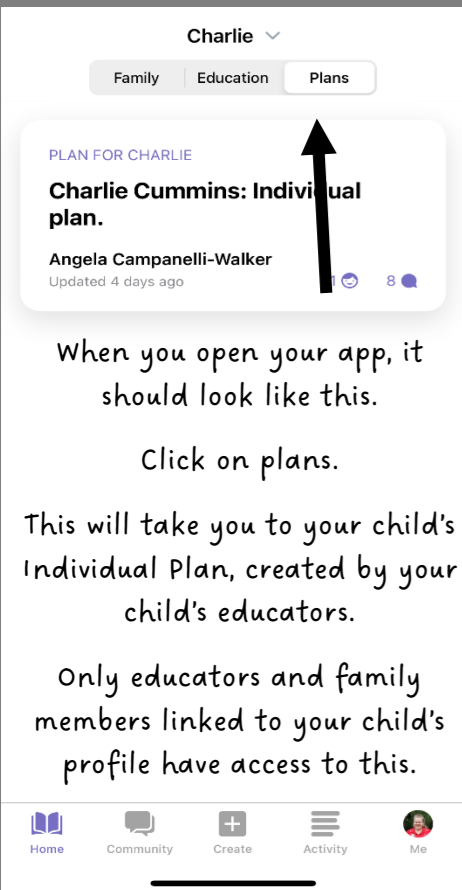 Charlie
Family Education Plans
PLAN FOR CHARLIE
Charlie Cummins: Individual
plan.
Angela Campanelli-Walker
Updated 4 days ago 1 8
When you open your app, it
should look like this.
Click on plans.
This will take you to your child's
Individual Plan, created by your
child's educators.
Only educators and family
members linked to your child's
profile have access to this.
Home Community Create Activity Me